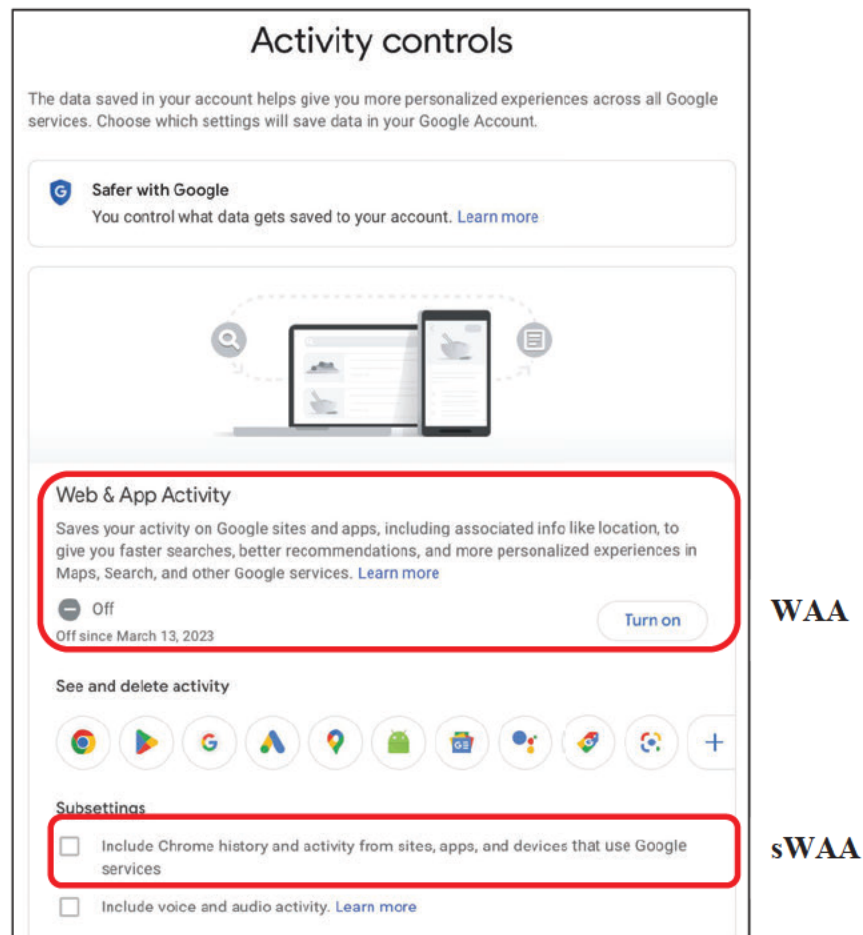 Activity controls
The data saved in your account helps give you more personalized experiences across all Google
services. Choose which settings will save data in your Google Account.
Safer with Google
You control what data gets saved to your account. Learn more
Web & App Activity
Saves your activity on Google sites and apps, including associated info like location, to
give you faster searches, better recommendations, and more personalized experiences in
Maps, Search, and other Google services. Learn more
Off
Turn on
WAA
Off since March 13, 2023
See and delete activity
Subsettings
Include Chrome history and activity from sites, apps, and devices that use Google
services
sWAA
Include voice and audio activity. Learn more